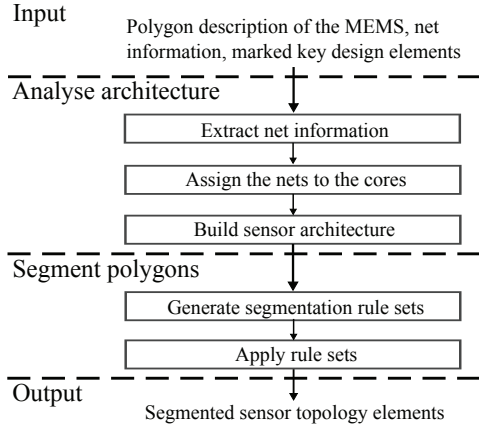 Input
Polygon description of the MEMS, net
information, marked key design elements
Analyse architecture
Extract net information
Assign the nets to the cores
Build sensor architecture
Segment polygons
Generate segmentation rule sets
Apply rule sets
Output
Segmented sensor topology elements